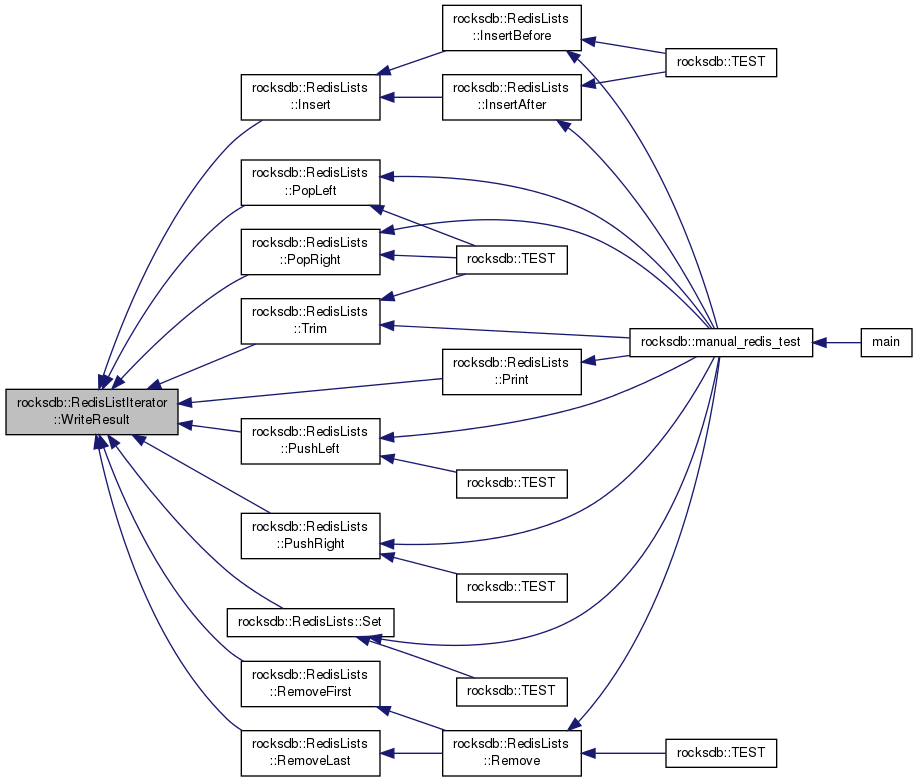 rocksdb::RedisLists
::InsertBefore
rocksdb::TEST
rocksdb::RedisLists
::Insert
rocksdb::RedisLists
::InsertAfter
rocksdb::RedisLists
::PopLeft
rocksdb::RedisLists
::PopRight
rocksdb::TEST
rocksdb::RedisLists
::Trim
rocksdb::manual_redis_test
main
rocksdb::RedisLists
::Print
rocksdb::RedisListIterator
::WriteResult
rocksdb::RedisLists
::PushLeft
rocksdb::TEST
rocksdb::RedisLists
::PushRight
rocksdb::TEST
rocksdb::RedisLists::Set
rocksdb::RedisLists
::RemoveFirst
rocksdb::TEST
rocksdb::RedisLists
::RemoveLast
rocksdb::RedisLists
::Remove
rocksdb::TEST